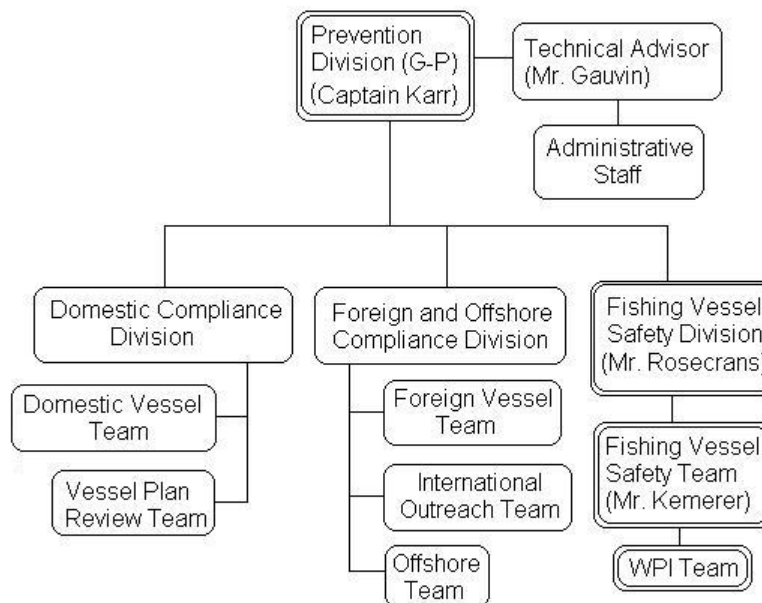 Prevention
Division (G-P)
(Captain Karr)
Technical Advisor
(Mr. Gauvin)
Administrative
Staff
Domestic Compliance
Division
Foreign and Offshore
Compliance Division
Fishing Vessel
Safety Division
(Mr. Rosecrans)
Domestic Vessel
Team
Vessel Plan
Review Team
Foreign Vessel
Team
International
Outreach Team
Offshore
Team
Fishing Vessel
Safety Team
(Mr. Kemerer)
WPI Team